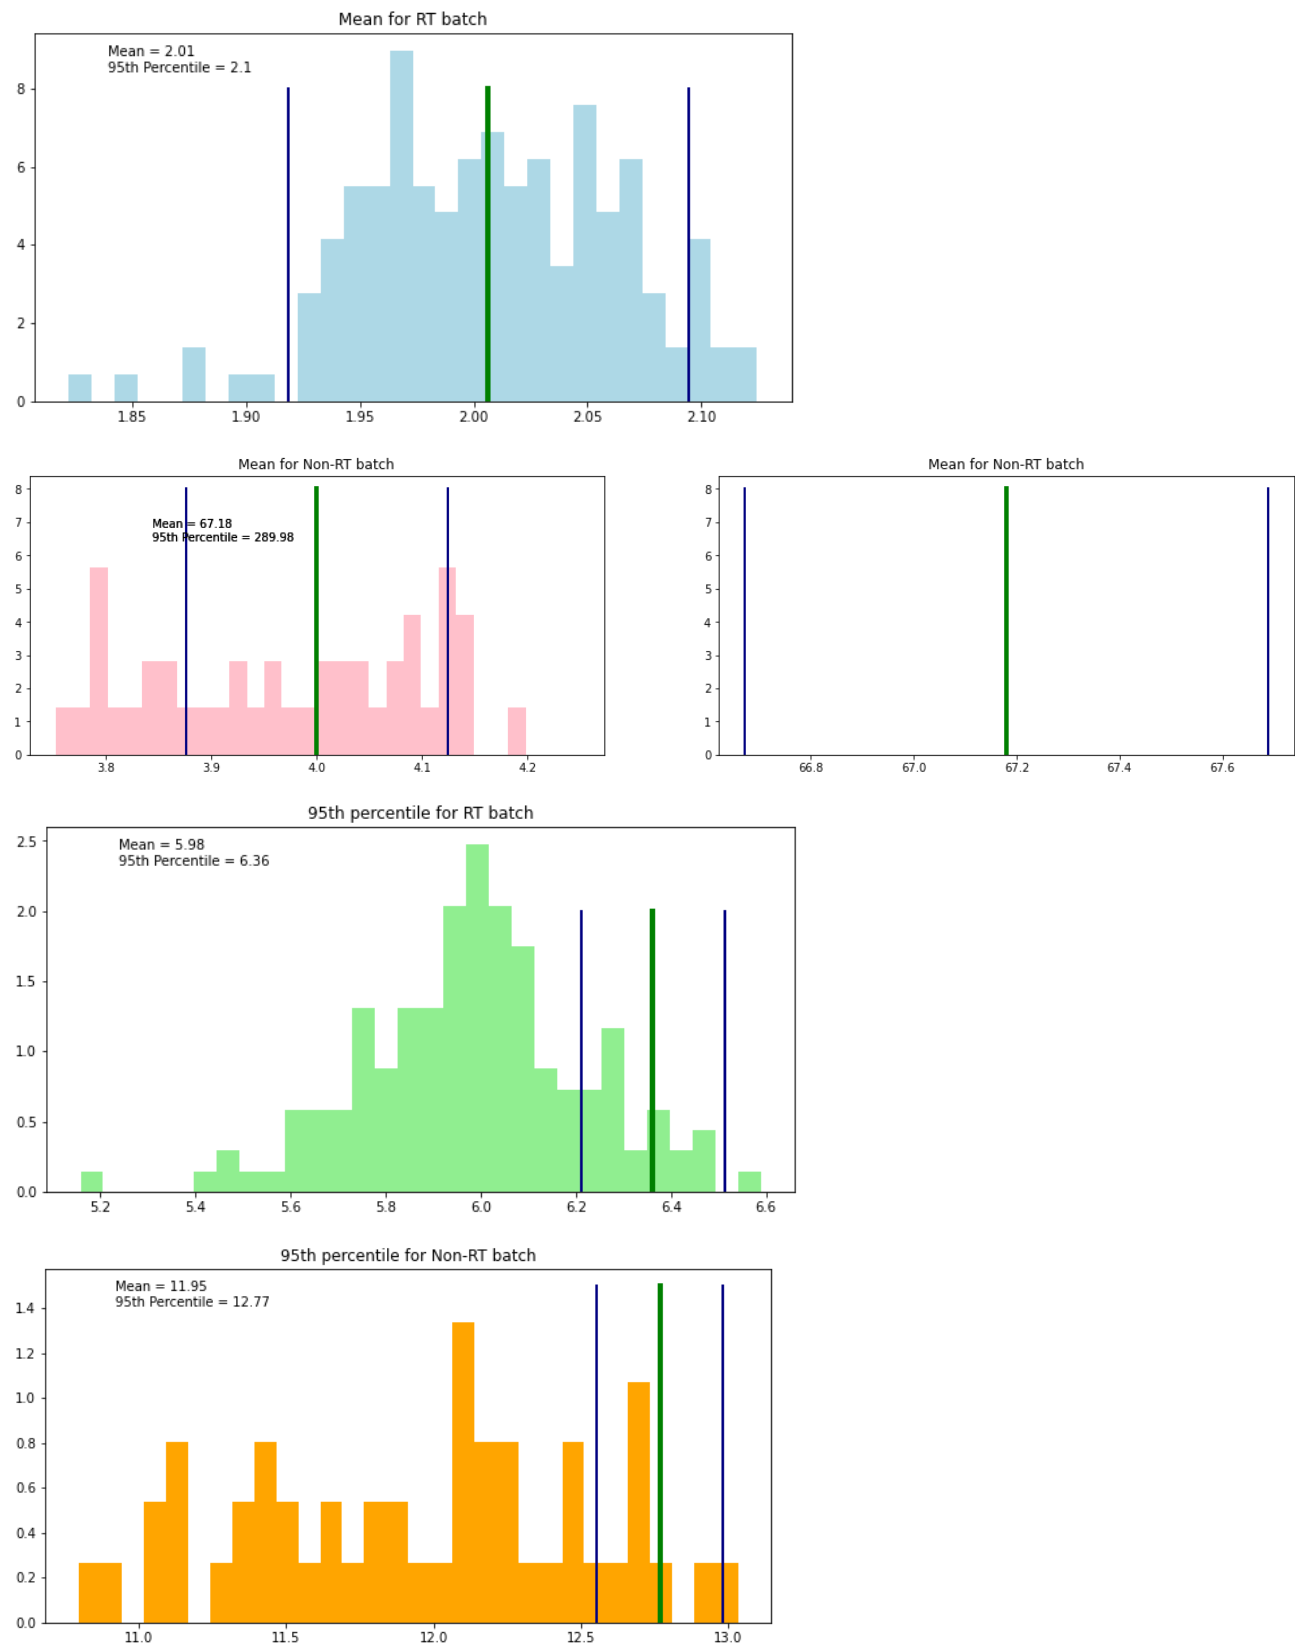 Mean for RT batch
Mean = 2.01
95th Percentile = 2.1
8
6
4
2
0
1.85 1.90 1.95 2.00 2.05 2.10
Mean for Non-RT batch
Mean = 67.18
95th Percentile = 289.98
8
7
6
5
4
3
2
1
0
3.8 3.9 4.0 4.1 4.2
Mean for Non-RT batch
8
7
6
5
4
3
2
1
0
66.8 67.0 67.2 67.4 67.6
95th percentile for RT batch
Mean = 5.98
95th Percentile = 6.36
2.5
2.0
1.5
1.0
0.5
0.0
5.2 5.4 5.6 5.8 6.0 6.2 6.4 6.6
95th percentile for Non-RT batch
Mean = 11.95
95th Percentile = 12.77
1.4
1.2
1.0
0.8
0.6
0.4
0.2
0.0
11.0 11.5 12.0 12.5 13.0